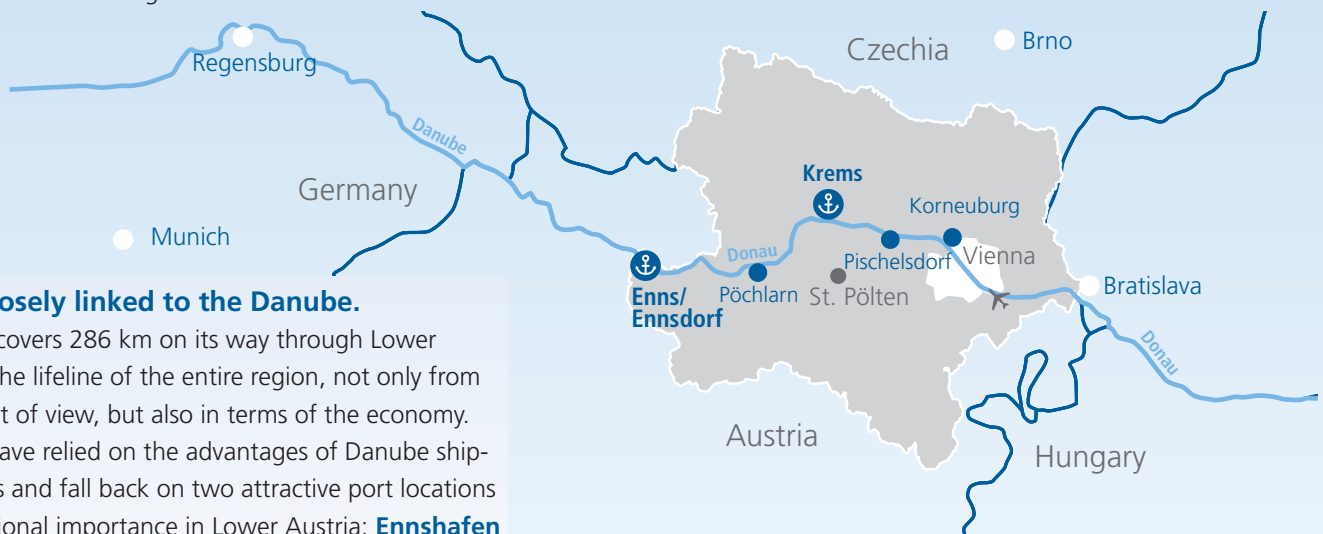 Czechia
Brno
Regensburg
Danube
Germany
Krems
Korneuburg
Munich
Donau
Pischelsdorf
Vienna
Enns/
Ennsdorf
Pöchlarn
St. Pölten
Bratislava
Donau
Austria
Hungary
osely linked to the Danube.
covers 286 km on its way through Lower
he lifeline of the entire region, not only from
t of view, but also in terms of the economy.
ave relied on the advantages of Danube ship-
s and fall back on two attractive port locations
ional importance in Lower Austria: Ennshafen